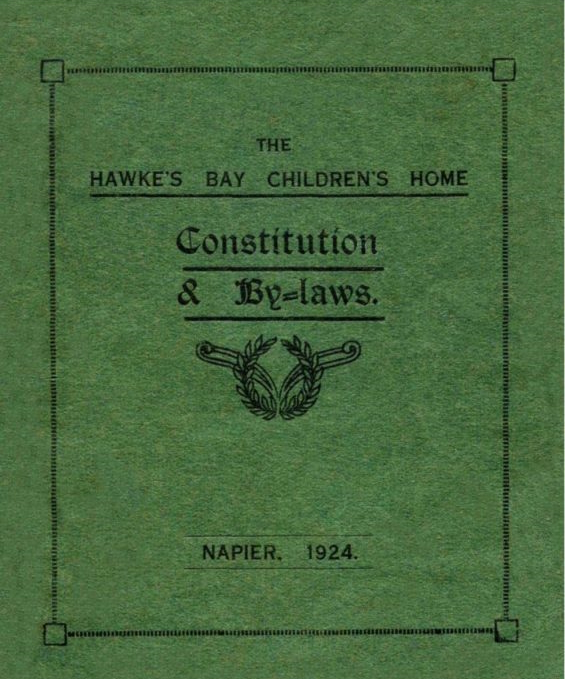 THE
HAWKE'S BAY CHILDREN'S HOME
Constitution
& By=laws.
NAPIER, 1924.